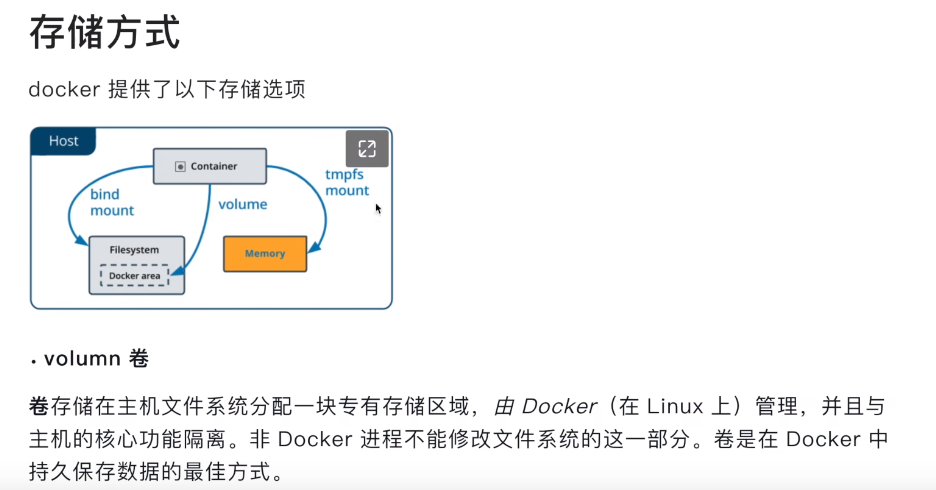 存储方式
docker 提供了以下存储选项
Host
Container
tmpfs
mount
bind
mount
volume
Filesystem
Memory
Docker area
· volumn 卷
卷存储在主机文件系统分配一块专有存储区域，由 Docker（在 Linux 上）管理，并且与
主机的核心功能隔离。非 Docker 进程不能修改文件系统的这一部分。卷是在 Docker 中
持久保存数据的最佳方式。